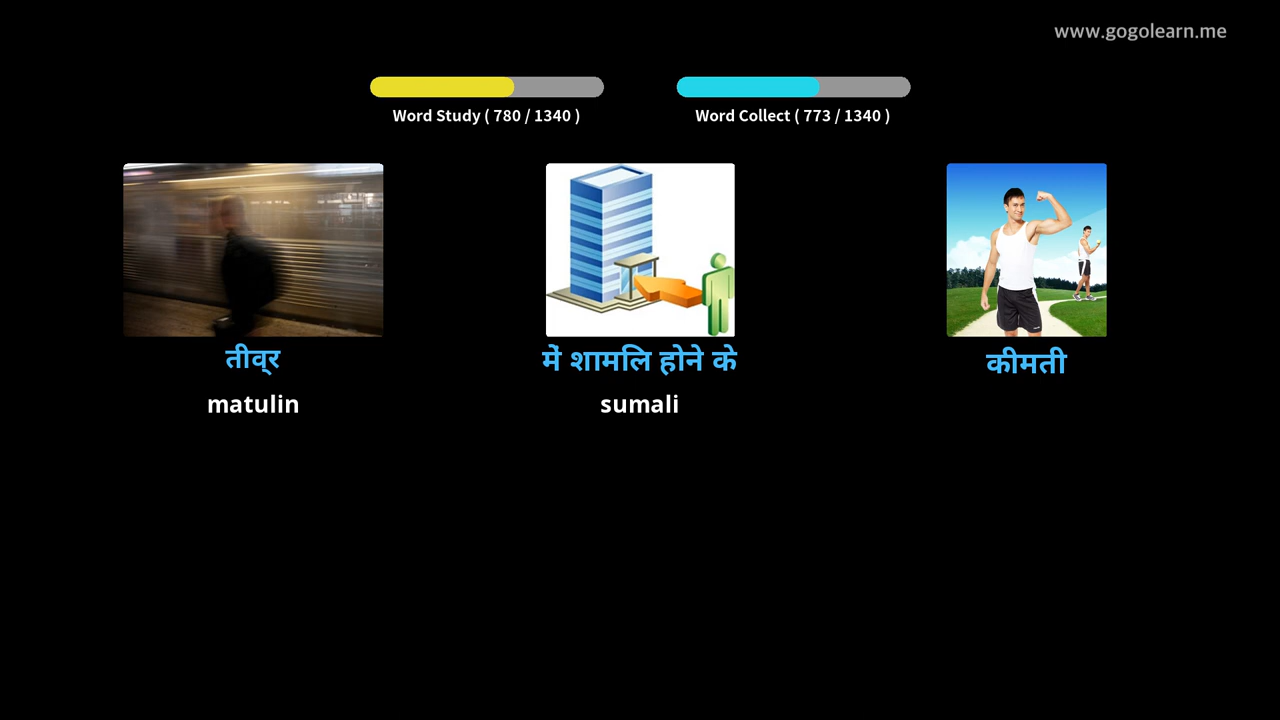 www.gogolearn.me
Word Study ( 780 / 1340 )
Word Collect ( 773 / 1340 )
तीव्र
matulin
में शामलि होने के
sumali
कीमती